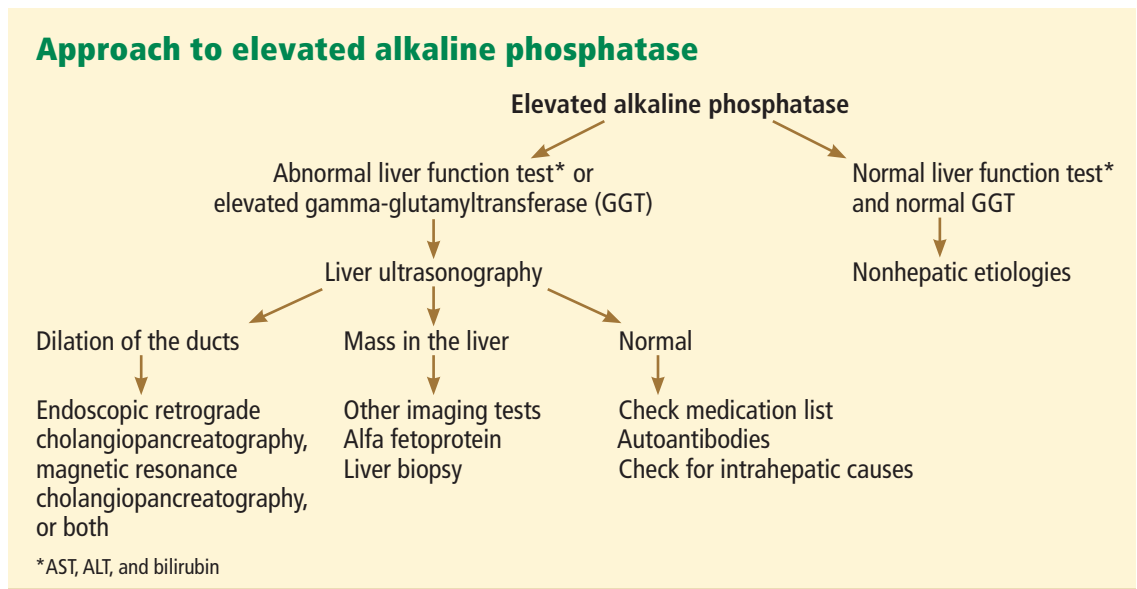 Approach to elevated alkaline phosphatase
Elevated alkaline phosphatase
Abnormal liver function test* or
elevated gamma-glutamyltransferase (GGT)
Normal liver function test*
and normal GGT
Liver ultrasonography
Nonhepatic etiologies
Dilation of the ducts
Mass in the liver
Normal
Endoscopic retrograde
cholangiopancreatography,
magnetic resonance
cholangiopancreatography,
or both
Other imaging tests
Alfa fetoprotein
Liver biopsy
Check medication list
Autoantibodies
Check for intrahepatic causes
*AST, ALT, and bilirubin